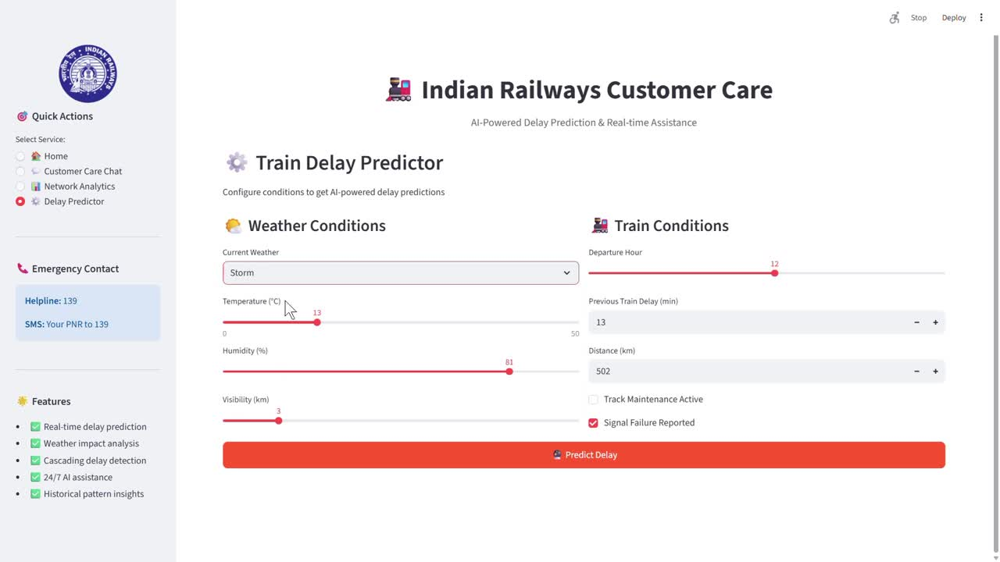 Stop Deploy
INDIAN RAILWAYS
भारतीय रेल
Quick Actions
Select Service:
Home
Customer Care Chat
Network Analytics
Delay Predictor
Emergency Contact
Helpline: 139
SMS: Your PNR to 139
Features
Real-time delay prediction
Weather impact analysis
Cascading delay detection
24/7 AI assistance
Historical pattern insights
Indian Railways Customer Care
AI-Powered Delay Prediction & Real-time Assistance
Train Delay Predictor
Configure conditions to get AI-powered delay predictions
Weather Conditions
Current Weather
Storm
Temperature (°C)
13
0 50
Humidity (%)
81
Visibility (km)
3
Train Conditions
Departure Hour
12
Previous Train Delay (min)
13
Distance (km)
502
Track Maintenance Active
Signal Failure Reported
Predict Delay